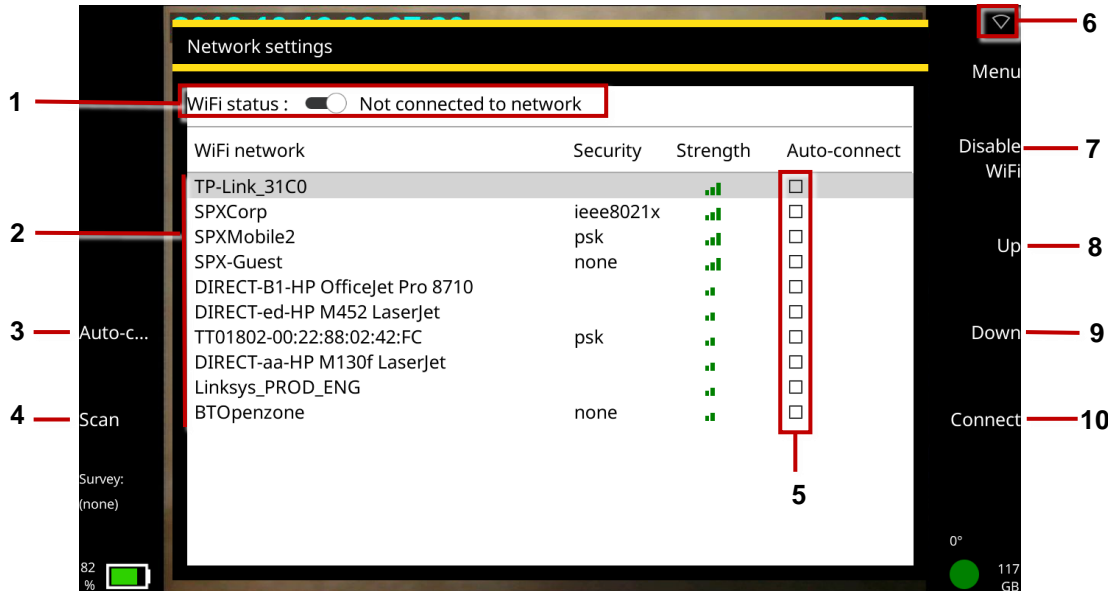 Network settings
6
Menu
1
WiFi status : Not connected to network
WiFi network Security Strength Auto-connect
Disable
WiFi
7
TP-Link_31C0
SPXCorp ieee8021x
2
SPXMobile2 psk
Up
8
SPX-Guest none
DIRECT-B1-HP OfficeJet Pro 8710
DIRECT-ed-HP M452 LaserJet
3
Auto-c...
TT01802-00:22:88:02:42:FC psk
Down
9
DIRECT-aa-HP M130f LaserJet
Linksys_PROD_ENG
4
Scan
BTOpenzone none
Connect
10
Survey:
(none)
5
0°
82
%
117
GB